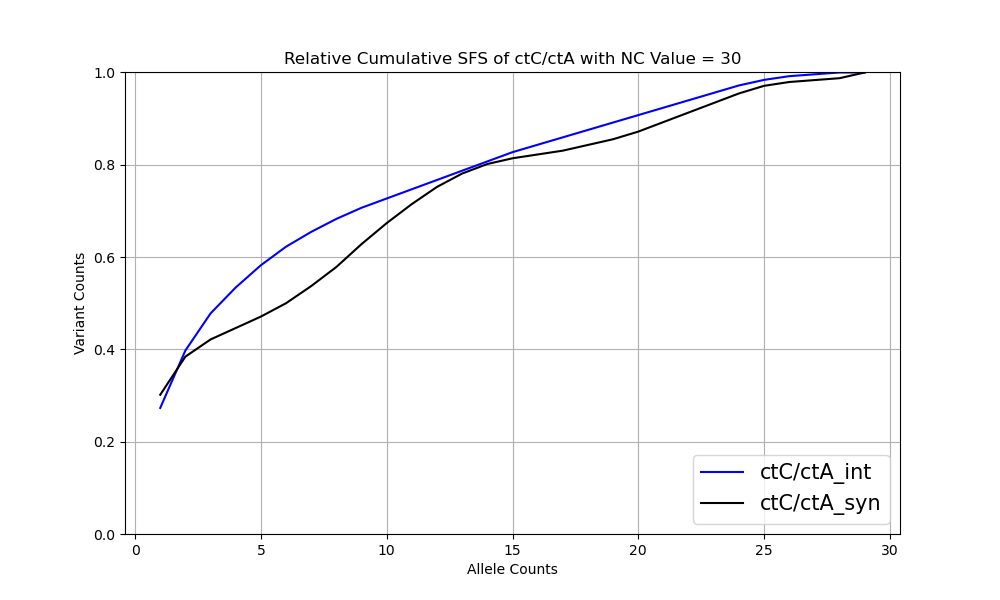 Relative Cumulative SFS of ctC/ctA with NC Value = 30
Variant Counts
1.0
0.8
0.6
0.4
0.2
0.0
0 5 10 15 20 25 30
Allele Counts
ctC/ctA_int
ctC/ctA_syn